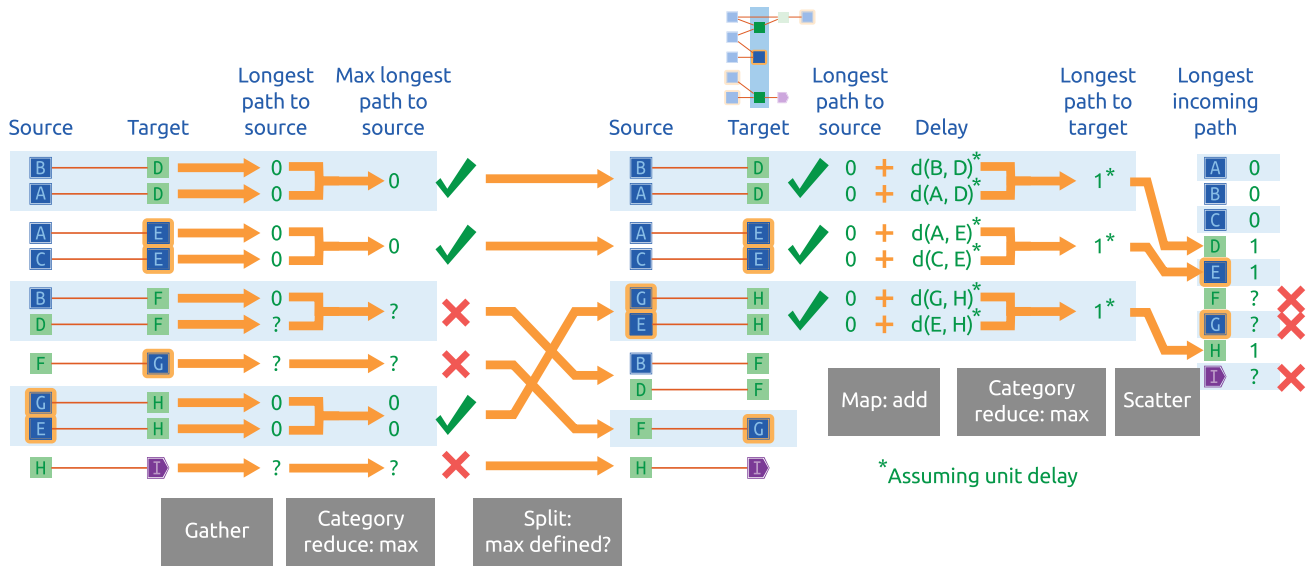 Longest
path to
source
Max longest
path to
source
Source
Target
B D 0
A D 0
0
A E 0
C E 0
0
B F 0
D F ?
?
F G ? ?
G H 0 0
E H 0 0
H I ? ?
Gather
Category
reduce: max
Split:
max defined?
Source
Target
Longest
path to
source
Delay
Longest
path to
target
Longest
incoming
path
B D 0 + d(B, D)*
A D 0 + d(A, D)*
1*
A E 0 + d(A, E)*
C E 0 + d(C, E)*
1*
G H 0 + d(G, H)*
E H 0 + d(E, H)*
1*
B F
D F
F G
H I
A 0
B 0
C 0
D 1
E 1
F ?
G ?
H 1
I ?
Map: add
Category
reduce: max
Scatter
*Assuming unit delay